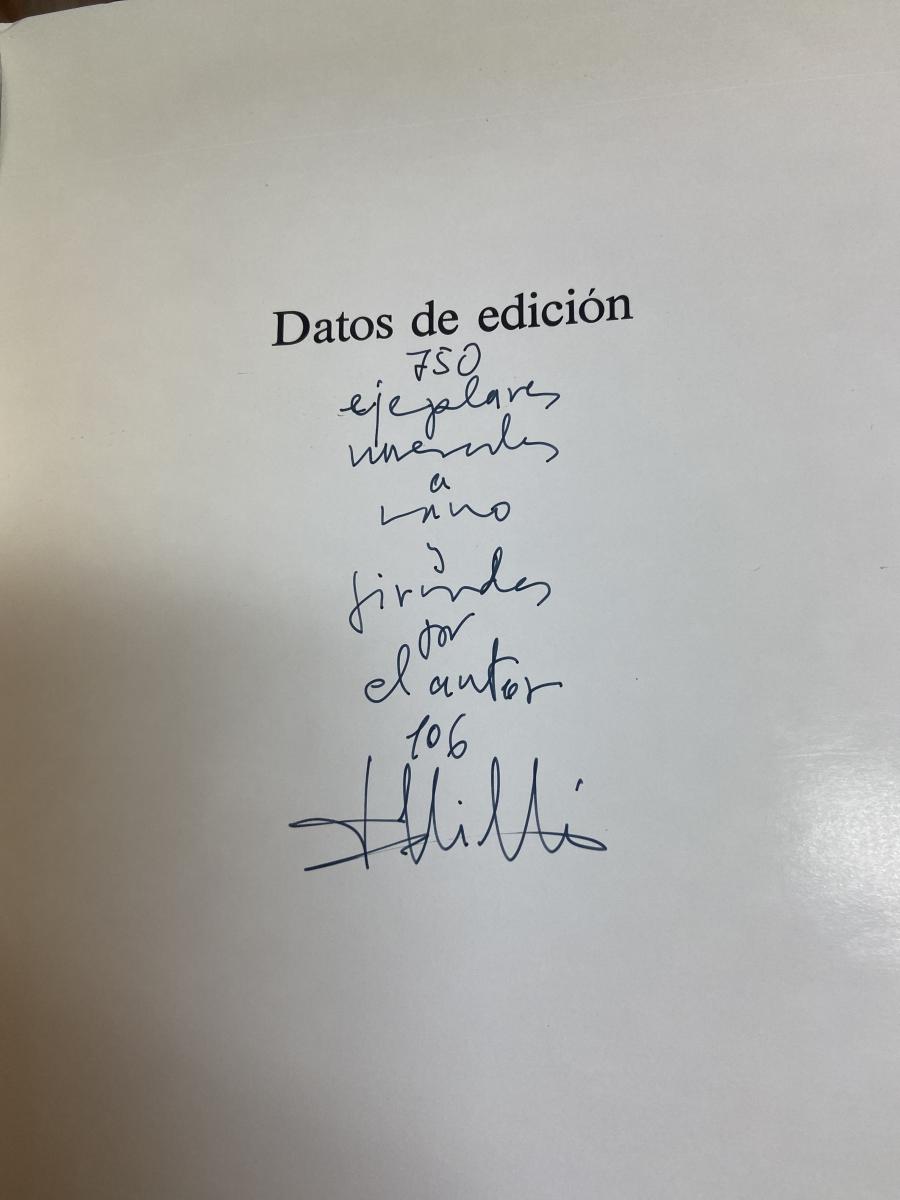 Datos de edición
750
ejemplares
numerados
a
mano
y
firmados
por
el autor
106